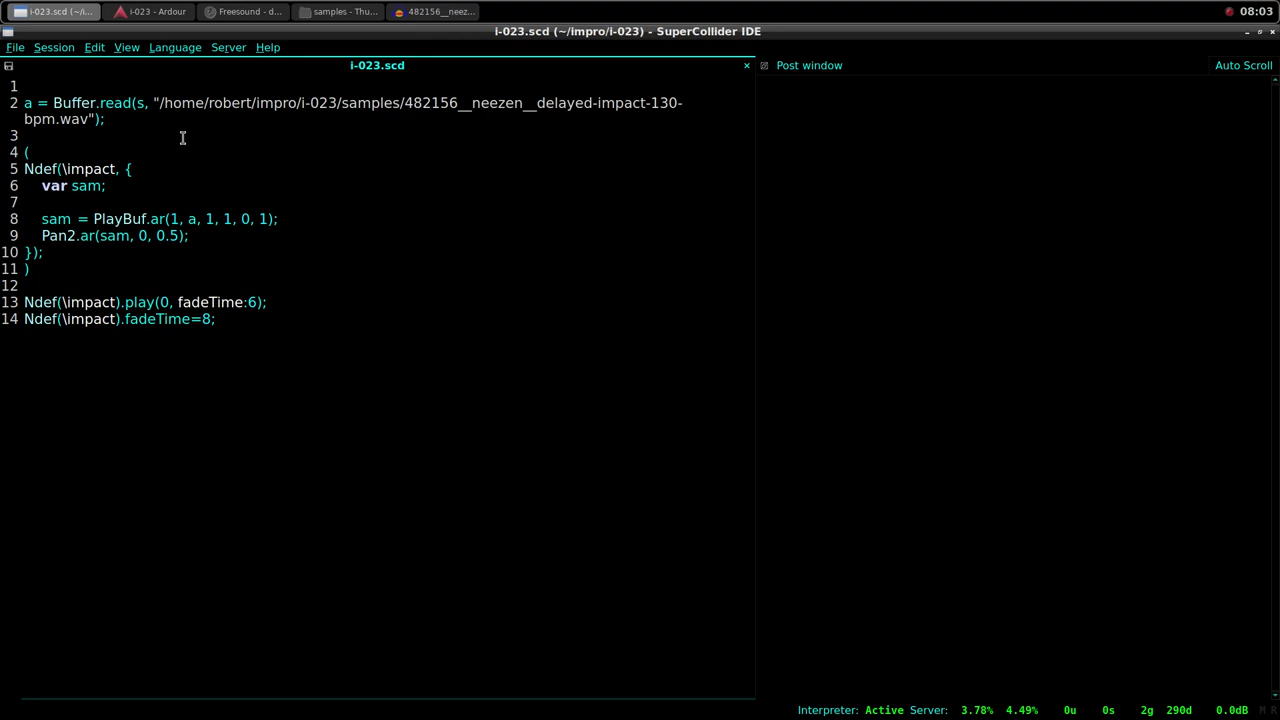 i-023.scd (~/i...
i-023 - Ardour
Freesound - d...
samples - Thu...
482156__neez...
08:03
i-023.scd (~/impro/i-023) - SuperCollider IDE
File Session Edit View Language Server Help
i-023.scd
Post window
Auto Scroll
1
2 a = Buffer.read(s, "/home/robert/impro/i-023/samples/482156__neezen__delayed-impact-130-
bpm.wav");
3
4 (
5 Ndef(\impact, {
6 var sam;
7
8 sam = PlayBuf.ar(1, a, 1, 1, 0, 1);
9 Pan2.ar(sam, 0, 0.5);
10 });
11 )
12
13 Ndef(\impact).play(0, fadeTime:6);
14 Ndef(\impact).fadeTime=8;
Interpreter: Active Server: 3.78% 4.49% 0u 0s 2g 290d 0.0dB M R